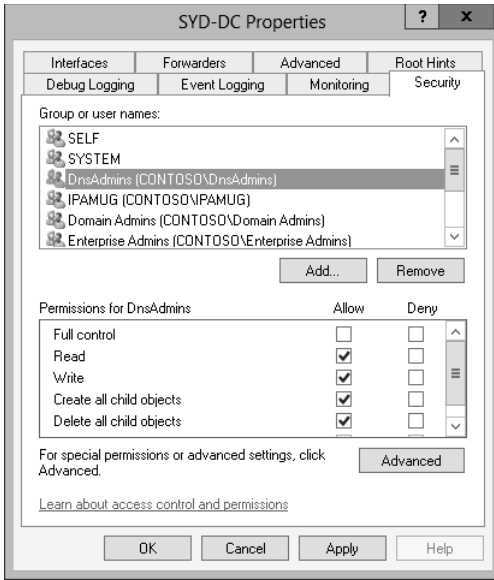 SYD-DC Properties ? x
Interfaces Forwarders Advanced Root Hints
Debug Logging Event Logging Monitoring Security
Group or user names:
SELF
SYSTEM
DnsAdmins (CONTOSO\DnsAdmins)
IPAMUG (CONTOSO\IPAMUG)
Domain Admins (CONTOSO\Domain Admins)
Enterprise Admins (CONTOSO\Enterprise Admins)
Add... Remove
Permissions for DnsAdmins Allow Deny
Full control
Read
Write
Create all child objects
Delete all child objects
For special permissions or advanced settings, click
Advanced. Advanced
Learn about access control and permissions
OK Cancel Apply Help